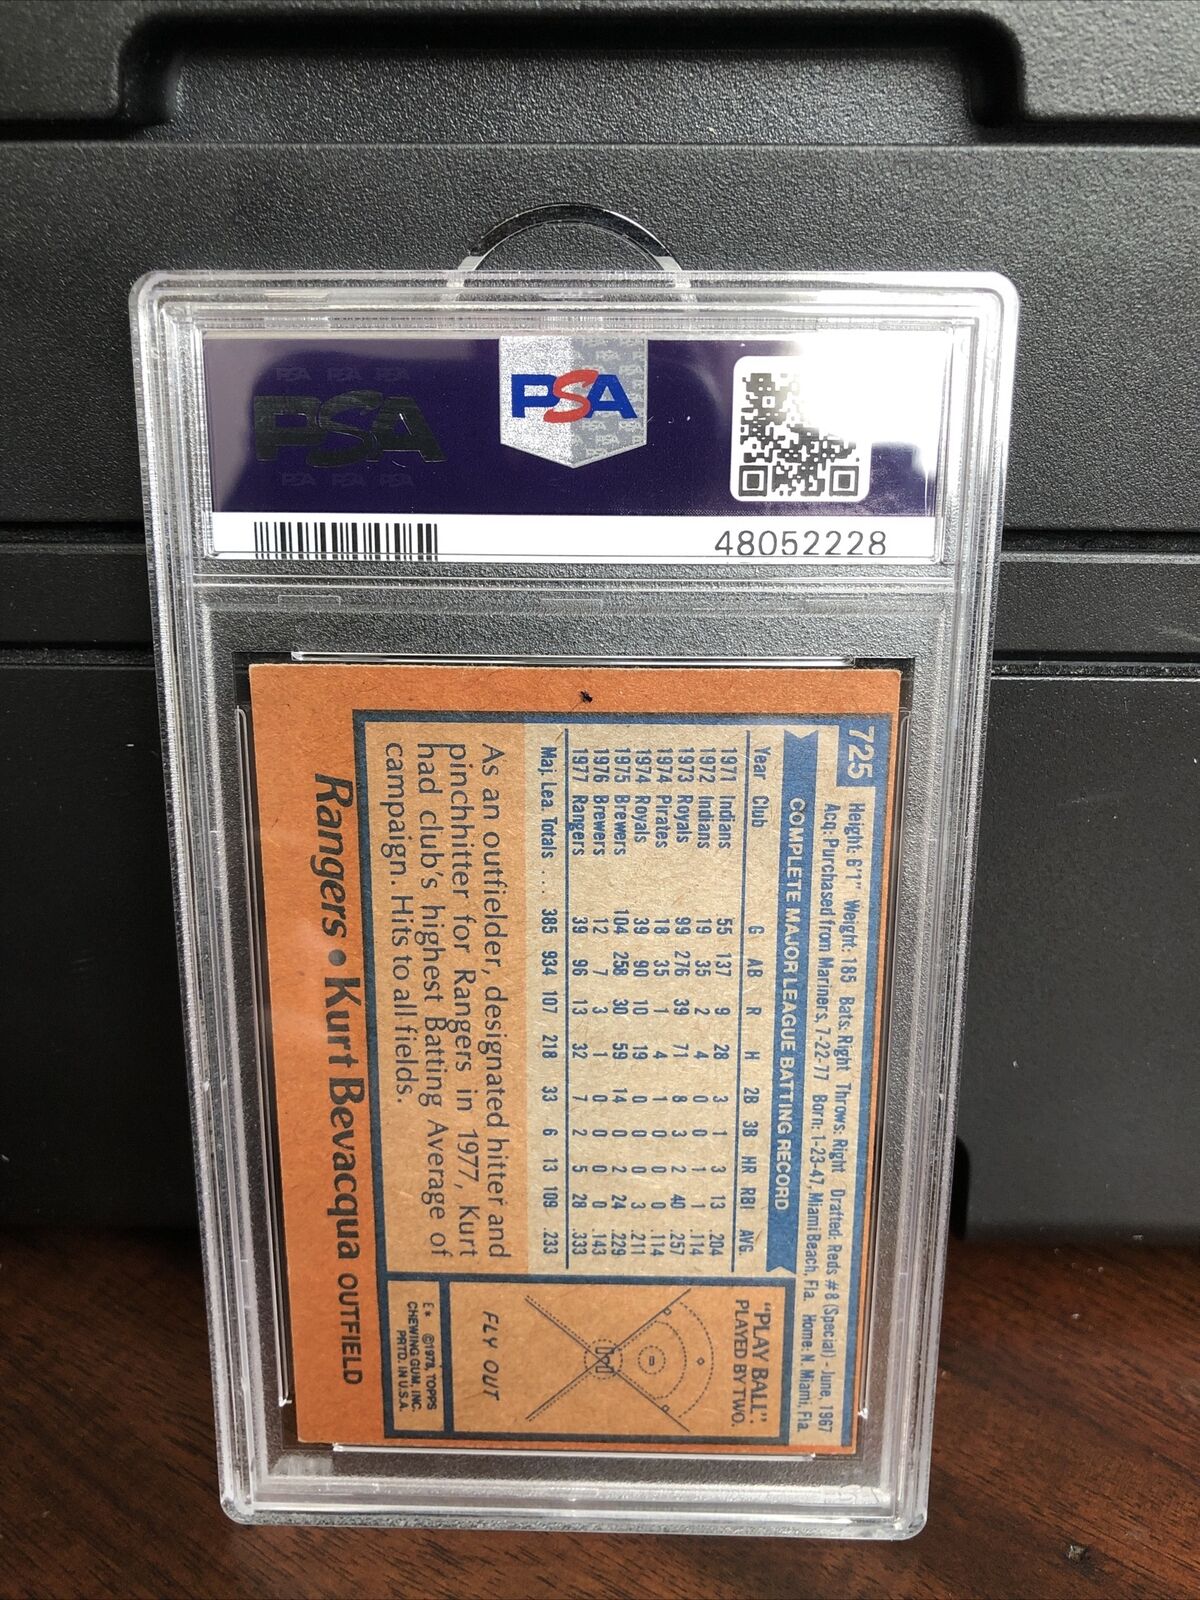 PSA
PSA
48052228
725
Height: 6'1" Weight: 185 Bats: Right Throws: Right Drafted: Reds #8 (Special) - June, 1967
Acq: Purchased from Mariners, 7-22-77 Born: 1-23-47, Miami Beach, Fla. Home: N. Miami, Fla.
COMPLETE MAJOR LEAGUE BATTING RECORD
Year Club G AB R H 2B 3B HR RBI AVG.
1971 Indians 55 137 9 28 3 1 3 13 .204
1972 Indians 19 35 2 4 0 0 1 1 .114
1973 Royals 99 276 39 71 8 3 2 40 .257
1974 Pirates 18 35 1 4 1 0 0 0 .114
1974 Royals 39 90 10 19 0 0 0 3 .211
1975 Brewers 104 258 30 59 14 0 2 24 .229
1976 Brewers 12 7 3 1 0 0 0 0 .143
1977 Rangers 39 96 13 32 7 2 5 28 .333
Maj. Lea. Totals ... 385 934 107 218 33 6 13 109 .233
As an outfielder, designated hitter and
pinchhitter for Rangers in 1977, Kurt
had club's highest Batting Average of
campaign. Hits to all fields.
"PLAY BALL":
PLAYED BY TWO.
FLY OUT
E* ©1978, TOPPS
CHEWING GUM, INC.
PRTD. IN U.S.A.
Rangers • Kurt Bevacqua OUTFIELD